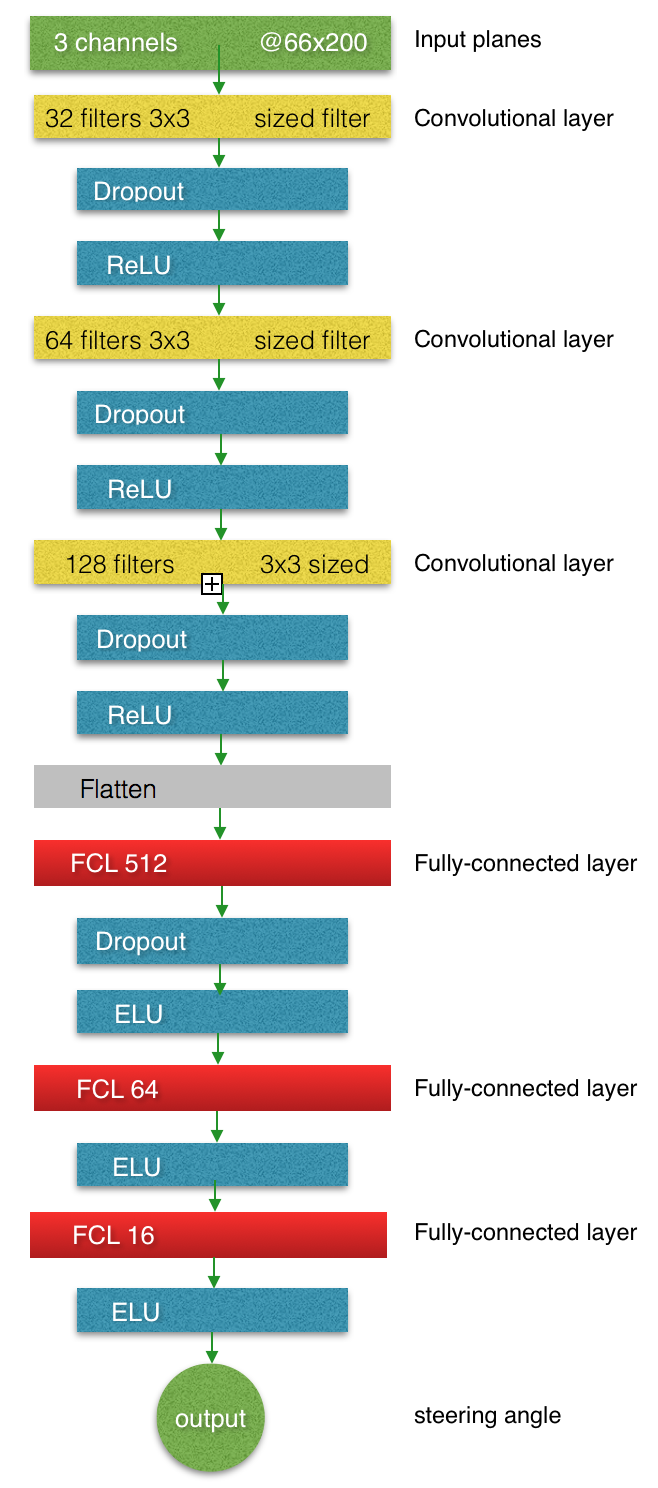 3 channels @66x200 Input planes
32 filters 3x3 sized filter Convolutional layer
Dropout
ReLU
64 filters 3x3 sized filter Convolutional layer
Dropout
ReLU
128 filters 3x3 sized Convolutional layer
Dropout
ReLU
Flatten
FCL 512 Fully-connected layer
Dropout
ELU
FCL 64 Fully-connected layer
ELU
FCL 16 Fully-connected layer
ELU
output steering angle